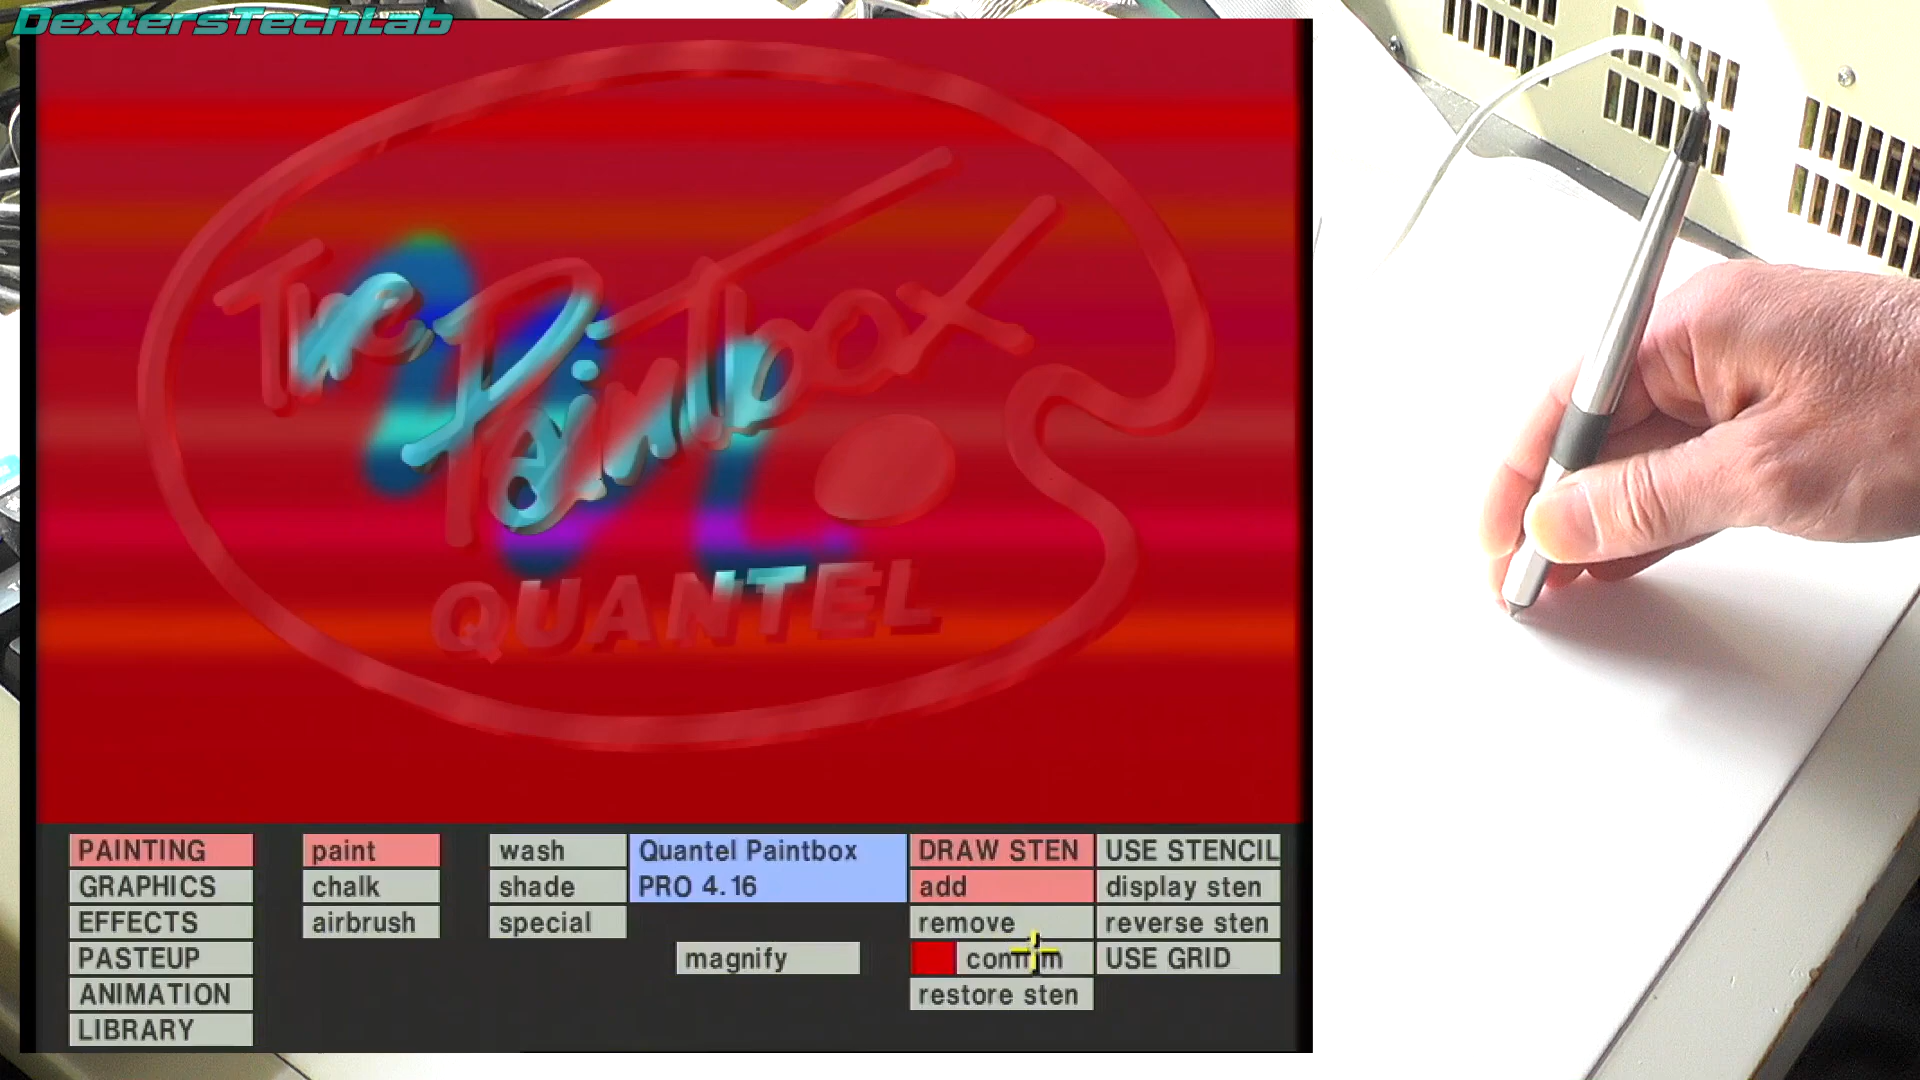 DextersTechLab
The
Paintbox
QUANTEL
PAINTING
GRAPHICS
EFFECTS
PASTEUP
ANIMATION
LIBRARY
paint
chalk
airbrush
wash
shade
special
Quantel Paintbox
PRO 4.16
magnify
DRAW STEN
add
remove
confirm
restore sten
USE STENCIL
display sten
reverse sten
USE GRID